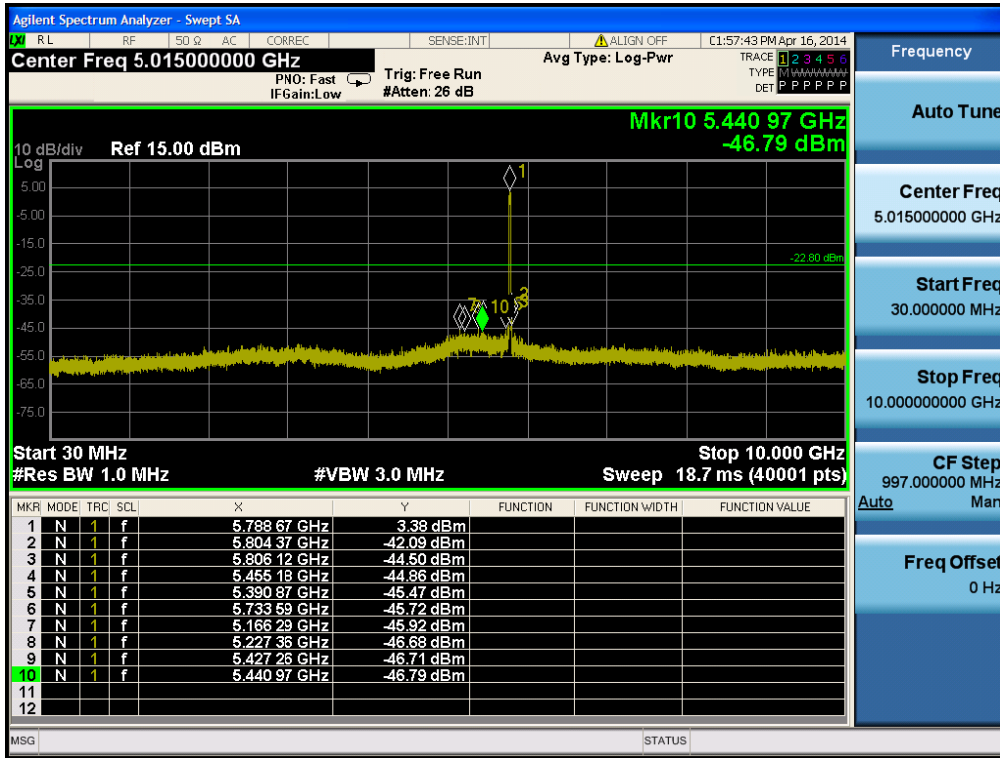 Agilent Spectrum Analyzer - Swept SA
LXI RL RF 50 Ω AC CORREC SENSE:INT ALIGN OFF 01:57:43 PM Apr 16, 2014
Center Freq 5.015000000 GHz
PNO: Fast
IFGain:Low
Trig: Free Run
#Atten: 26 dB
Avg Type: Log-Pwr
TRACE 1 2 3 4 5 6
TYPE M
DET P P P P P P
Mkr10 5.440 97 GHz
-46.79 dBm
10 dB/div Ref 15.00 dBm
Log
5.00
-5.00
-15.0
-22.80 dBm
-25.0
-35.0
-45.0
-55.0
-65.0
-75.0
1
2
3
7
10
Start 30 MHz Stop 10.000 GHz
#Res BW 1.0 MHz #VBW 3.0 MHz Sweep 18.7 ms (40001 pts)
MKR MODE TRC SCL X Y FUNCTION FUNCTION WIDTH FUNCTION VALUE
1 N 1 f 5.788 67 GHz 3.38 dBm
2 N 1 f 5.804 37 GHz -42.09 dBm
3 N 1 f 5.806 12 GHz -44.50 dBm
4 N 1 f 5.455 18 GHz -44.86 dBm
5 N 1 f 5.390 87 GHz -45.47 dBm
6 N 1 f 5.733 59 GHz -45.72 dBm
7 N 1 f 5.166 29 GHz -45.92 dBm
8 N 1 f 5.227 36 GHz -46.68 dBm
9 N 1 f 5.427 26 GHz -46.71 dBm
10 N 1 f 5.440 97 GHz -46.79 dBm
11
12
MSG STATUS
Frequency
Auto Tune
Center Freq
5.015000000 GHz
Start Freq
30.000000 MHz
Stop Freq
10.000000000 GHz
CF Step
997.000000 MHz
Auto Man
Freq Offset
0 Hz